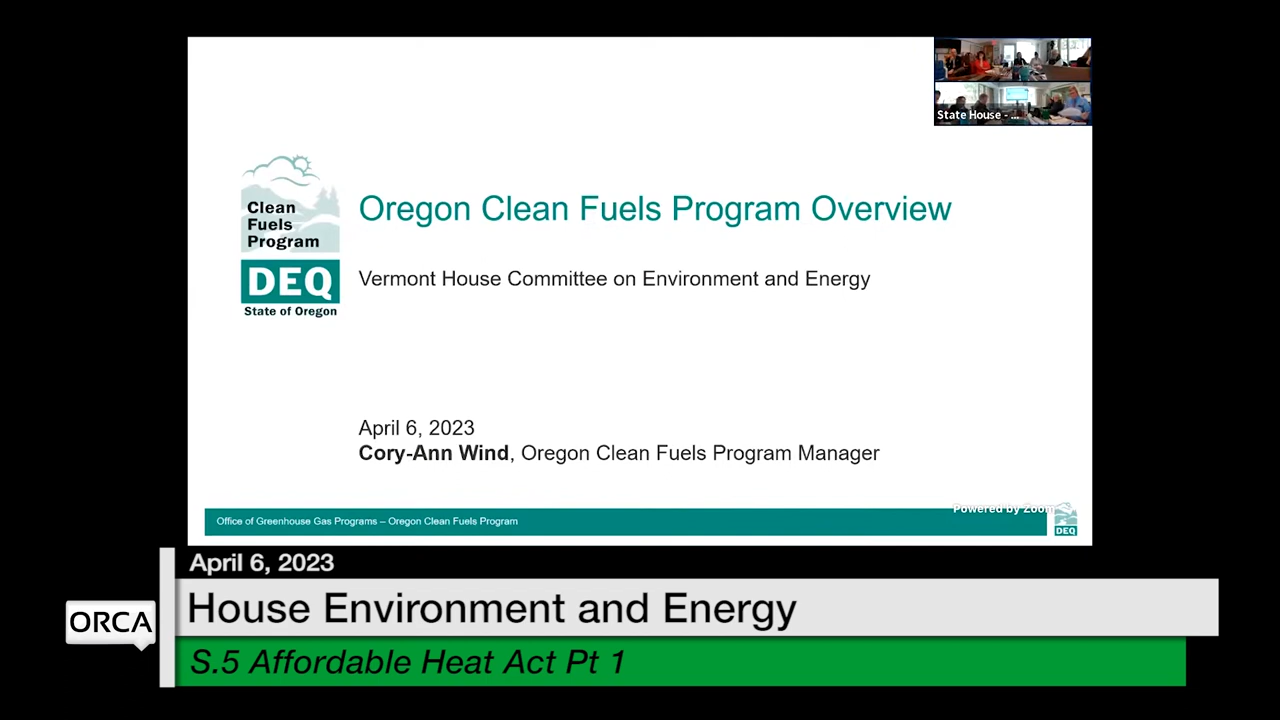 State House - ...
Clean
Fuels
Program
DEQ
State of Oregon
Oregon Clean Fuels Program Overview
Vermont House Committee on Environment and Energy
April 6, 2023
Cory-Ann Wind, Oregon Clean Fuels Program Manager
Office of Greenhouse Gas Programs – Oregon Clean Fuels Program
Powered by Zoom
DEQ
April 6, 2023
ORCA
House Environment and Energy
S.5 Affordable Heat Act Pt 1